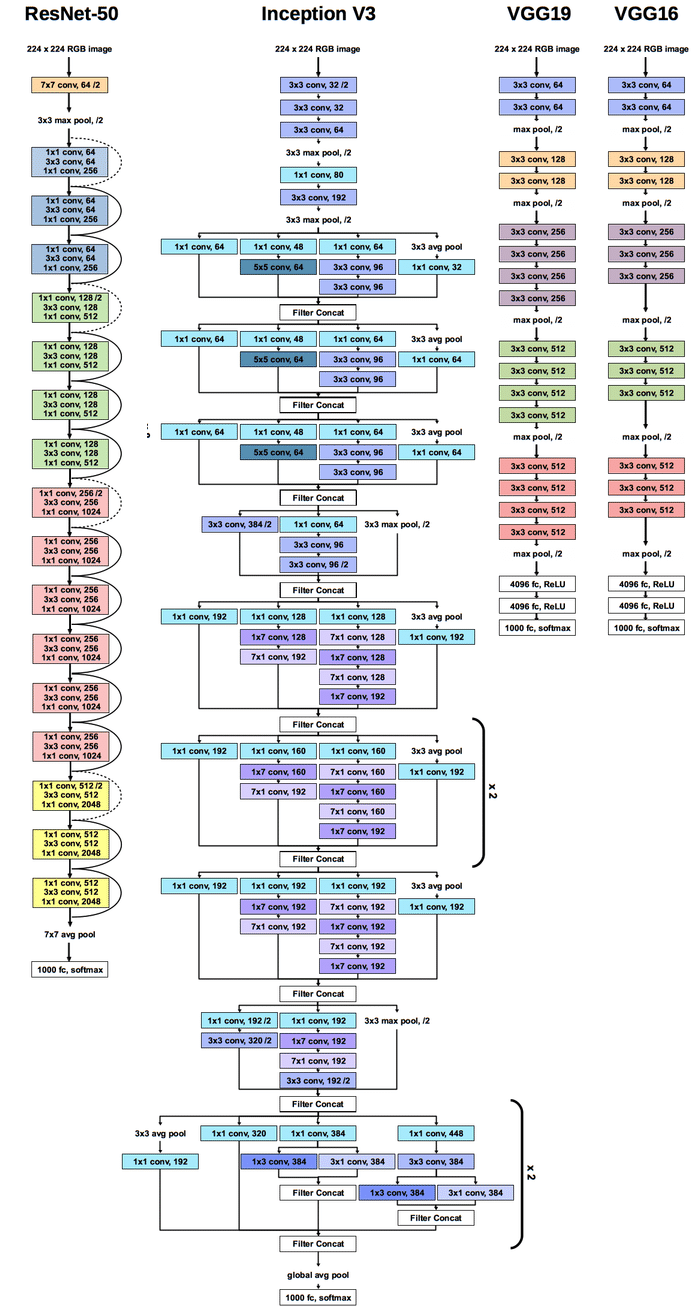 ResNet-50
224 x 224 RGB image
7x7 conv, 64 /2
3x3 max pool, /2
1x1 conv, 64
3x3 conv, 64
1x1 conv, 256
1x1 conv, 64
3x3 conv, 64
1x1 conv, 256
1x1 conv, 64
3x3 conv, 64
1x1 conv, 256
1x1 conv, 128 /2
3x3 conv, 128
1x1 conv, 512
1x1 conv, 128
3x3 conv, 128
1x1 conv, 512
1x1 conv, 128
3x3 conv, 128
1x1 conv, 512
1x1 conv, 128
3x3 conv, 128
1x1 conv, 512
1x1 conv, 256 /2
3x3 conv, 256
1x1 conv, 1024
1x1 conv, 256
3x3 conv, 256
1x1 conv, 1024
1x1 conv, 256
3x3 conv, 256
1x1 conv, 1024
1x1 conv, 256
3x3 conv, 256
1x1 conv, 1024
1x1 conv, 256
3x3 conv, 256
1x1 conv, 1024
1x1 conv, 256
3x3 conv, 256
1x1 conv, 1024
1x1 conv, 512 /2
3x3 conv, 512
1x1 conv, 2048
1x1 conv, 512
3x3 conv, 512
1x1 conv, 2048
1x1 conv, 512
3x3 conv, 512
1x1 conv, 2048
7x7 avg pool
1000 fc, softmax
Inception V3
224 x 224 RGB image
3x3 conv, 32 /2
3x3 conv, 32
3x3 conv, 64
3x3 max pool, /2
1x1 conv, 80
3x3 conv, 192
3x3 max pool, /2
1x1 conv, 64 1x1 conv, 48 1x1 conv, 64 3x3 avg pool
5x5 conv, 64 3x3 conv, 96 1x1 conv, 32
3x3 conv, 96
Filter Concat
1x1 conv, 64 1x1 conv, 48 1x1 conv, 64 3x3 avg pool
5x5 conv, 64 3x3 conv, 96 1x1 conv, 64
3x3 conv, 96
Filter Concat
1x1 conv, 64 1x1 conv, 48 1x1 conv, 64 3x3 avg pool
5x5 conv, 64 3x3 conv, 96 1x1 conv, 64
3x3 conv, 96
Filter Concat
3x3 conv, 384 /2 1x1 conv, 64 3x3 max pool, /2
3x3 conv, 96
3x3 conv, 96 /2
Filter Concat
1x1 conv, 192 1x1 conv, 128 1x1 conv, 128 3x3 avg pool
1x7 conv, 128 7x1 conv, 128 1x1 conv, 192
7x1 conv, 192 1x7 conv, 128
7x1 conv, 128
1x7 conv, 192
Filter Concat
1x1 conv, 192 1x1 conv, 160 1x1 conv, 160 3x3 avg pool
1x7 conv, 160 7x1 conv, 160 1x1 conv, 192
7x1 conv, 192 1x7 conv, 160
7x1 conv, 160
1x7 conv, 192
x 2
Filter Concat
1x1 conv, 192 1x1 conv, 192 1x1 conv, 192 3x3 avg pool
1x7 conv, 192 7x1 conv, 192 1x1 conv, 192
7x1 conv, 192 1x7 conv, 192
7x1 conv, 192
1x7 conv, 192
Filter Concat
1x1 conv, 192 /2 1x1 conv, 192 3x3 max pool, /2
3x3 conv, 320 /2 1x7 conv, 192
7x1 conv, 192
3x3 conv, 192 /2
Filter Concat
3x3 avg pool 1x1 conv, 320 1x1 conv, 384 1x1 conv, 448
1x1 conv, 192 1x3 conv, 384 3x1 conv, 384 3x3 conv, 384
x 2
Filter Concat 1x3 conv, 384 3x1 conv, 384
Filter Concat
Filter Concat
global avg pool
1000 fc, softmax
VGG19
224 x 224 RGB image
3x3 conv, 64
3x3 conv, 64
max pool, /2
3x3 conv, 128
3x3 conv, 128
max pool, /2
3x3 conv, 256
3x3 conv, 256
3x3 conv, 256
3x3 conv, 256
max pool, /2
3x3 conv, 512
3x3 conv, 512
3x3 conv, 512
3x3 conv, 512
max pool, /2
3x3 conv, 512
3x3 conv, 512
3x3 conv, 512
3x3 conv, 512
max pool, /2
4096 fc, ReLU
4096 fc, ReLU
1000 fc, softmax
VGG16
224 x 224 RGB image
3x3 conv, 64
3x3 conv, 64
max pool, /2
3x3 conv, 128
3x3 conv, 128
max pool, /2
3x3 conv, 256
3x3 conv, 256
3x3 conv, 256
max pool, /2
3x3 conv, 512
3x3 conv, 512
3x3 conv, 512
max pool, /2
3x3 conv, 512
3x3 conv, 512
3x3 conv, 512
max pool, /2
4096 fc, ReLU
4096 fc, ReLU
1000 fc, softmax